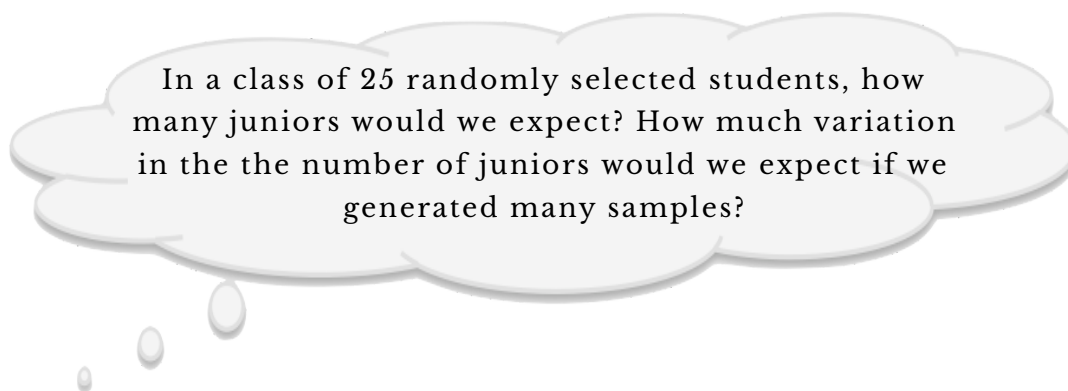 In a class of 25 randomly selected students, how
many juniors would we expect? How much variation
in the the number of juniors would we expect if we
generated many samples?